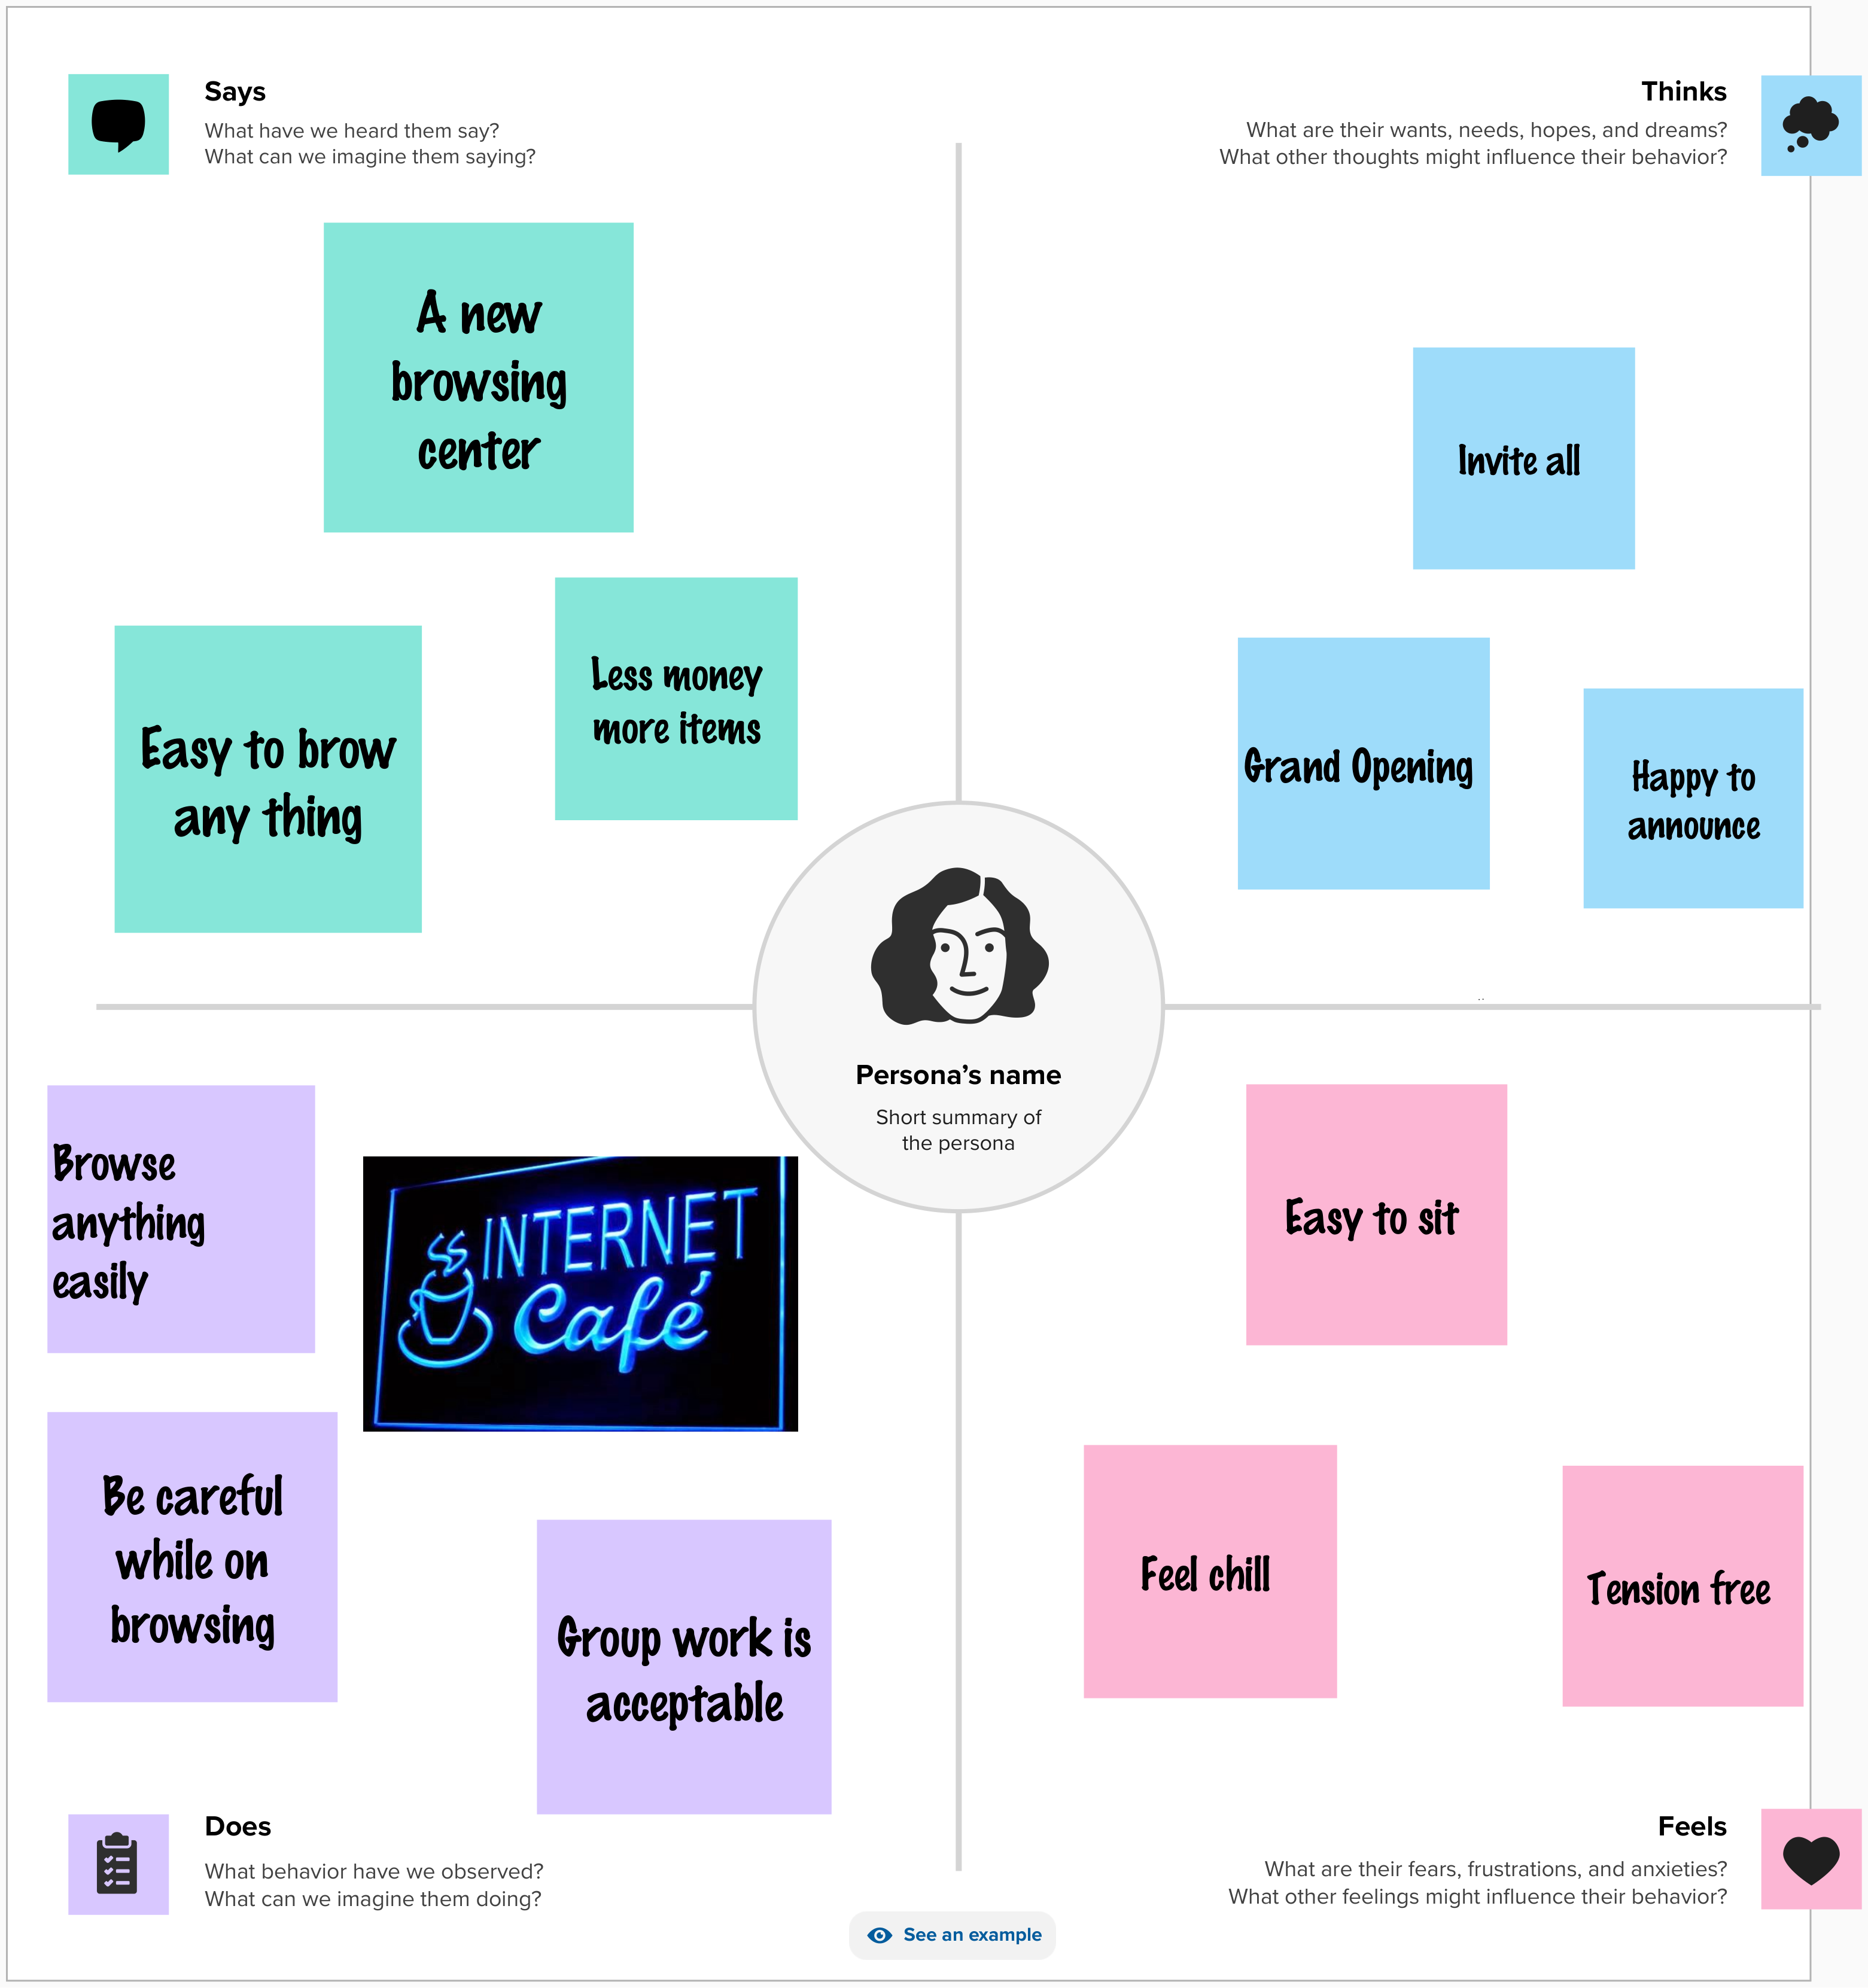 Says
What have we heard them say?
What can we imagine them saying?
Thinks
What are their wants, needs, hopes, and dreams?
What other thoughts might influence their behavior?
A new
browsing
center
Easy to brow
any thing
Less money
more items
Invite all
Grand Opening
Happy to
announce
Persona’s name
Short summary of
the persona
Browse
anything
easily
INTERNET
Café
Be careful
while on
browsing
Group work is
acceptable
Easy to sit
Feel chill
Tension free
Does
What behavior have we observed?
What can we imagine them doing?
Feels
What are their fears, frustrations, and anxieties?
What other feelings might influence their behavior?
See an example